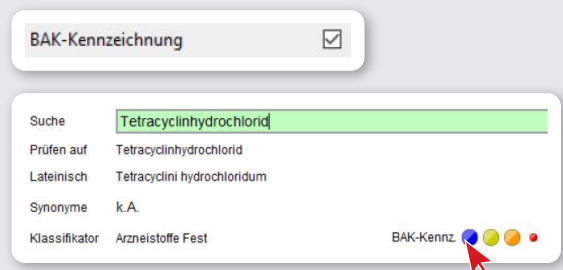 BAK-Kennzeichnung
Suche Tetracyclinhydrochlorid
Prüfen auf Tetracyclinhydrochlorid
Lateinisch Tetracyclini hydrochloridum
Synonyme k.A.
Klassifikator Arzneistoffe Fest BAK-Kennz.